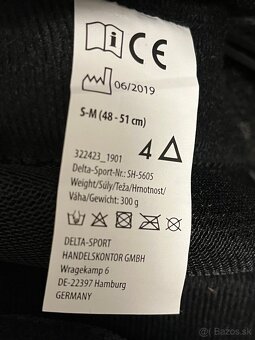 i CE
06/2019
S-M (48 - 51 cm)
322423_1901
4
Delta-Sport-Nr.: SH-5605
Weight/Súly/Teža/Hrnotnost/
Váha/Gewicht: 300 g
DELTA-SPORT
HANDELSKONTOR GMBH
Wragekamp 6
DE-22397 Hamburg
GERMANY
bazos.sk